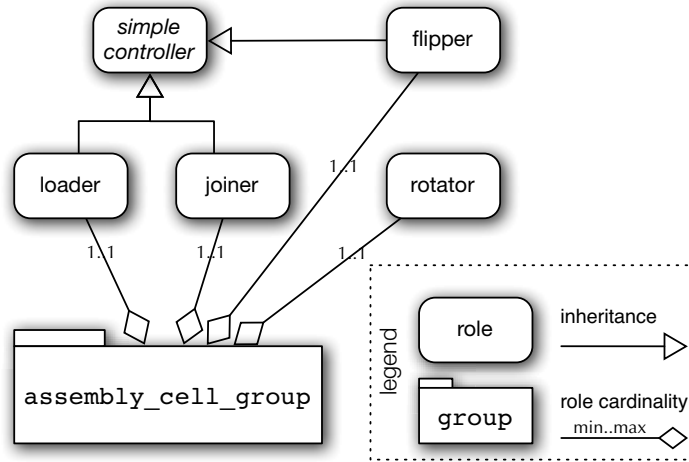 simple
controller
flipper
loader
joiner
rotator
1..1
1..1
1..1
1..1
assembly_cell_group
legend
role
inheritance
group
role cardinality
min..max